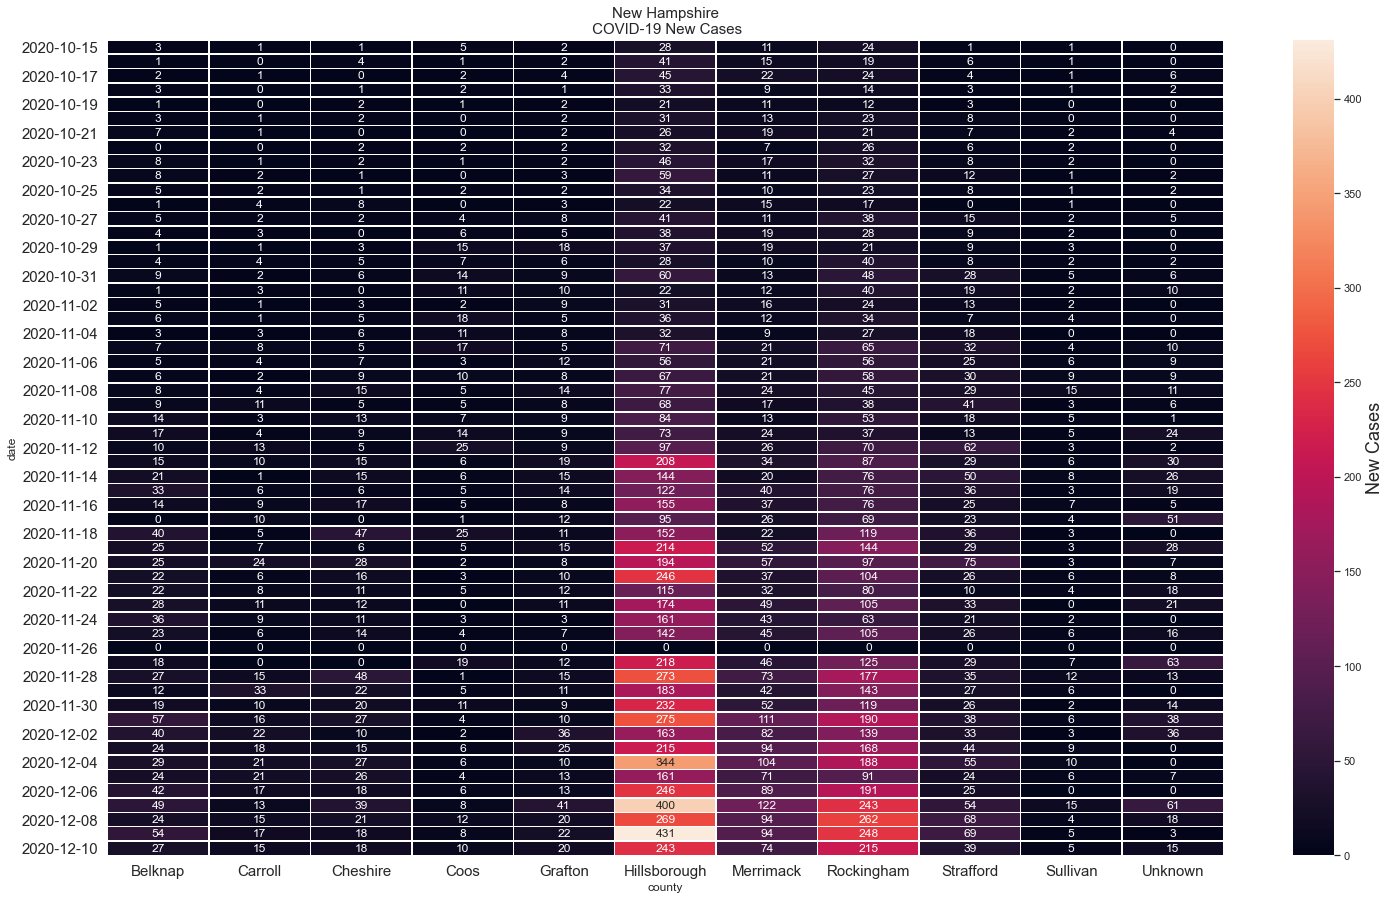 New Hampshire
COVID-19 New Cases
2020-10-15 3 1 1 5 2 28 11 24 1 1 0
1 0 4 1 2 41 15 19 6 1 0
2020-10-17 2 1 0 2 4 45 22 24 4 1 6
3 0 1 2 1 33 9 14 3 1 2
2020-10-19 1 0 2 1 2 21 11 12 3 0 0
3 1 2 0 2 31 13 23 8 0 0
2020-10-21 7 1 0 0 2 26 19 21 7 2 4
0 0 2 2 2 32 7 26 6 2 0
2020-10-23 8 1 2 1 2 46 17 32 8 2 0
8 2 1 0 3 59 11 27 12 1 2
2020-10-25 5 2 1 2 2 34 10 23 8 1 2
1 4 8 0 3 22 15 17 0 1 0
2020-10-27 5 2 2 4 8 41 11 38 15 2 5
4 3 0 6 5 38 19 28 9 2 0
2020-10-29 1 1 3 15 18 37 19 21 9 3 0
4 4 5 7 6 28 10 40 8 2 2
2020-10-31 9 2 6 14 9 60 13 48 28 5 6
1 3 0 11 10 22 12 40 19 2 10
2020-11-02 5 1 3 2 9 31 16 24 13 2 0
6 1 5 18 5 36 12 34 7 4 0
2020-11-04 3 3 6 11 8 32 9 27 18 0 0
7 8 5 17 5 71 21 65 32 4 10
2020-11-06 5 4 7 3 12 56 21 56 25 6 9
6 2 9 10 8 67 21 58 30 9 9
2020-11-08 8 4 15 5 14 77 24 45 29 15 11
9 11 5 5 8 68 17 38 41 3 6
2020-11-10 14 3 13 7 9 84 13 53 18 5 1
17 4 9 14 9 73 24 37 13 5 24
2020-11-12 10 13 5 25 9 97 26 70 62 3 2
15 10 15 6 19 208 34 87 29 6 30
2020-11-14 21 1 15 6 15 144 20 76 50 8 26
33 6 6 5 14 122 40 76 36 3 19
2020-11-16 14 9 17 5 8 155 37 76 25 7 5
0 10 0 1 12 95 26 69 23 4 51
2020-11-18 40 5 47 25 11 152 22 119 36 3 0
25 7 6 5 15 214 52 144 29 3 28
2020-11-20 25 24 28 2 8 194 57 97 75 3 7
22 6 16 3 10 246 37 104 26 6 8
2020-11-22 22 8 11 5 12 115 32 80 10 4 18
28 11 12 0 11 174 49 105 33 0 21
2020-11-24 36 9 11 3 3 161 43 63 21 2 0
23 6 14 4 7 142 45 105 26 6 16
2020-11-26 0 0 0 0 0 0 0 0 0 0 0
18 0 0 19 12 218 46 125 29 7 63
2020-11-28 27 15 48 1 15 273 73 177 35 12 13
12 33 22 5 11 183 42 143 27 6 0
2020-11-30 19 10 20 11 9 232 52 119 26 2 14
57 16 27 4 10 275 111 190 38 6 38
2020-12-02 40 22 10 2 36 163 82 139 33 3 36
24 18 15 6 25 215 94 168 44 9 0
2020-12-04 29 21 27 6 10 344 104 188 55 10 0
24 21 26 4 13 161 71 91 24 6 7
2020-12-06 42 17 18 6 13 246 89 191 25 0 0
49 13 39 8 41 400 122 243 54 15 61
2020-12-08 24 15 21 12 20 269 94 262 68 4 18
54 17 18 8 22 431 94 248 69 5 3
2020-12-10 27 15 18 10 20 243 74 215 39 5 15
Belknap Carroll Cheshire Coos Grafton Hillsborough Merrimack Rockingham Strafford Sullivan Unknown
county
date
400
350
300
250
200
150
100
50
0
New Cases